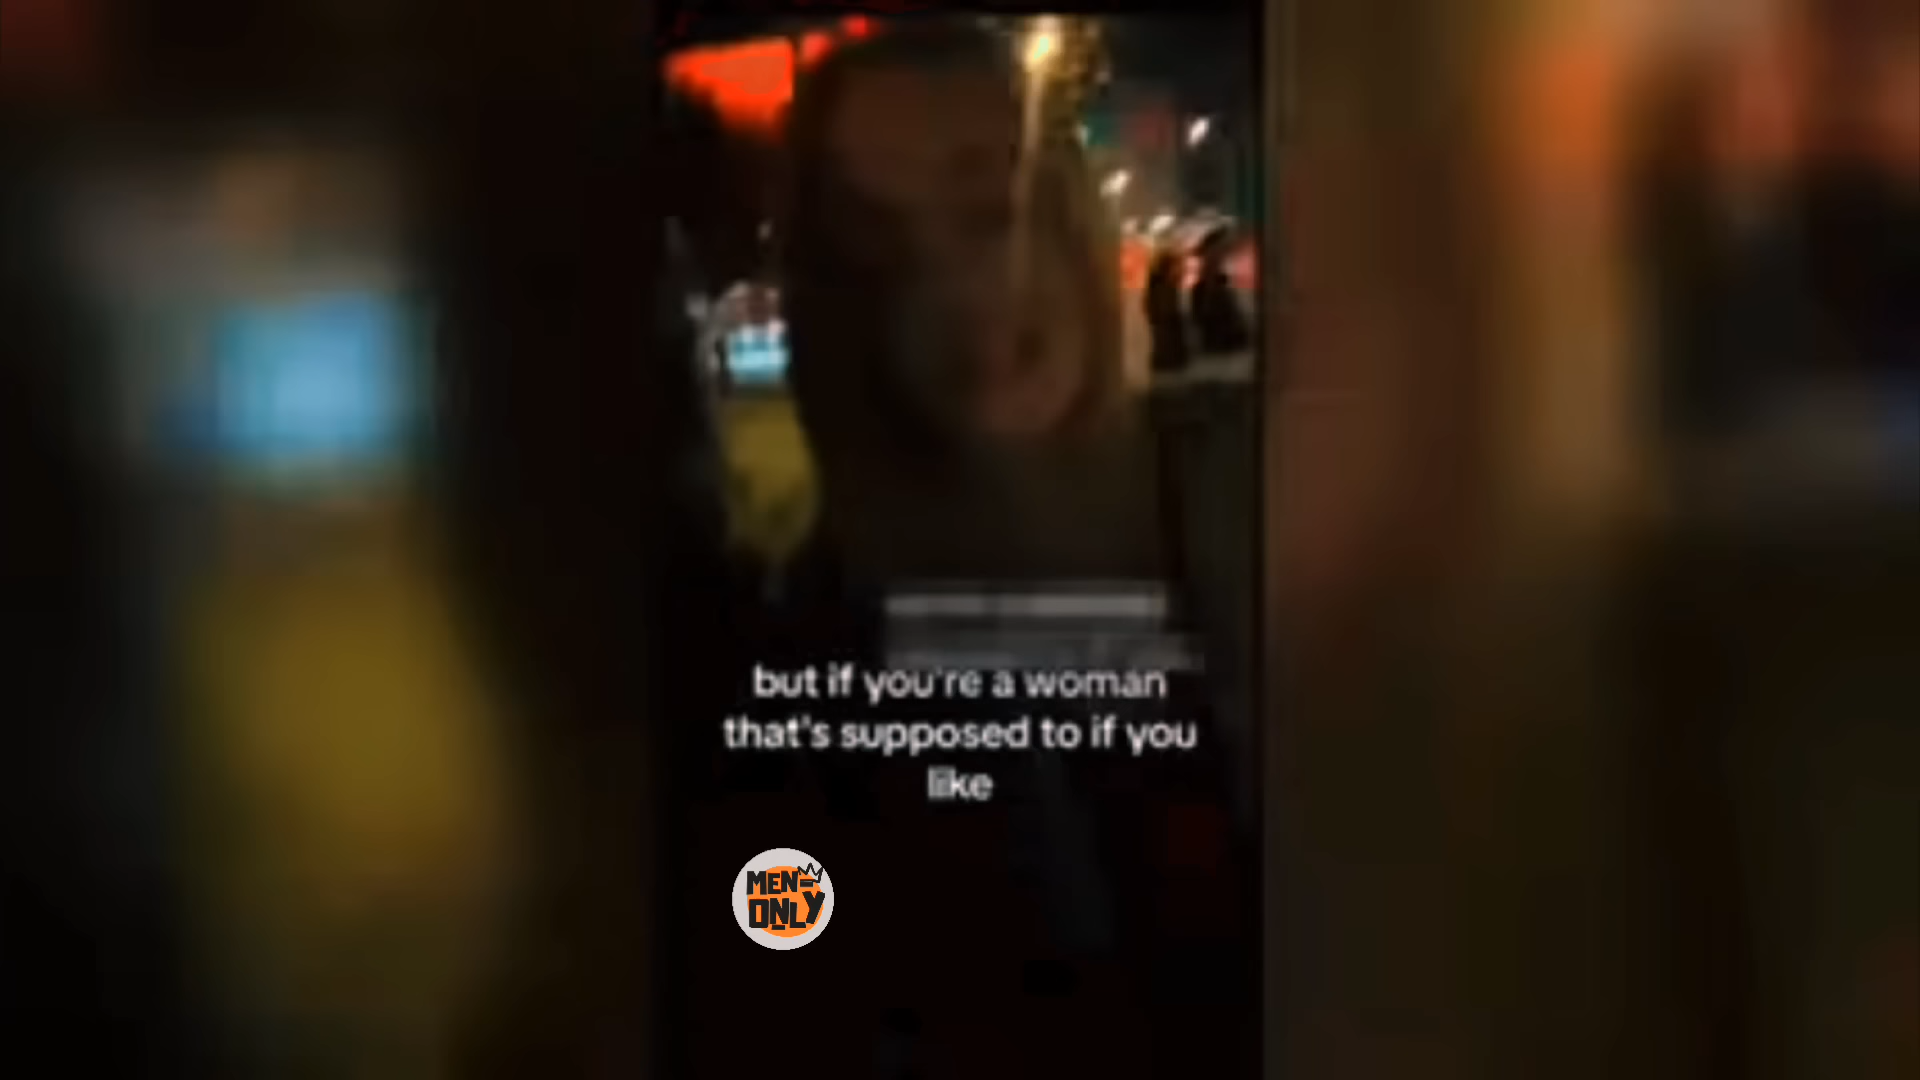 but if you're a woman
that's supposed to if you
like
MEN-
ONLY